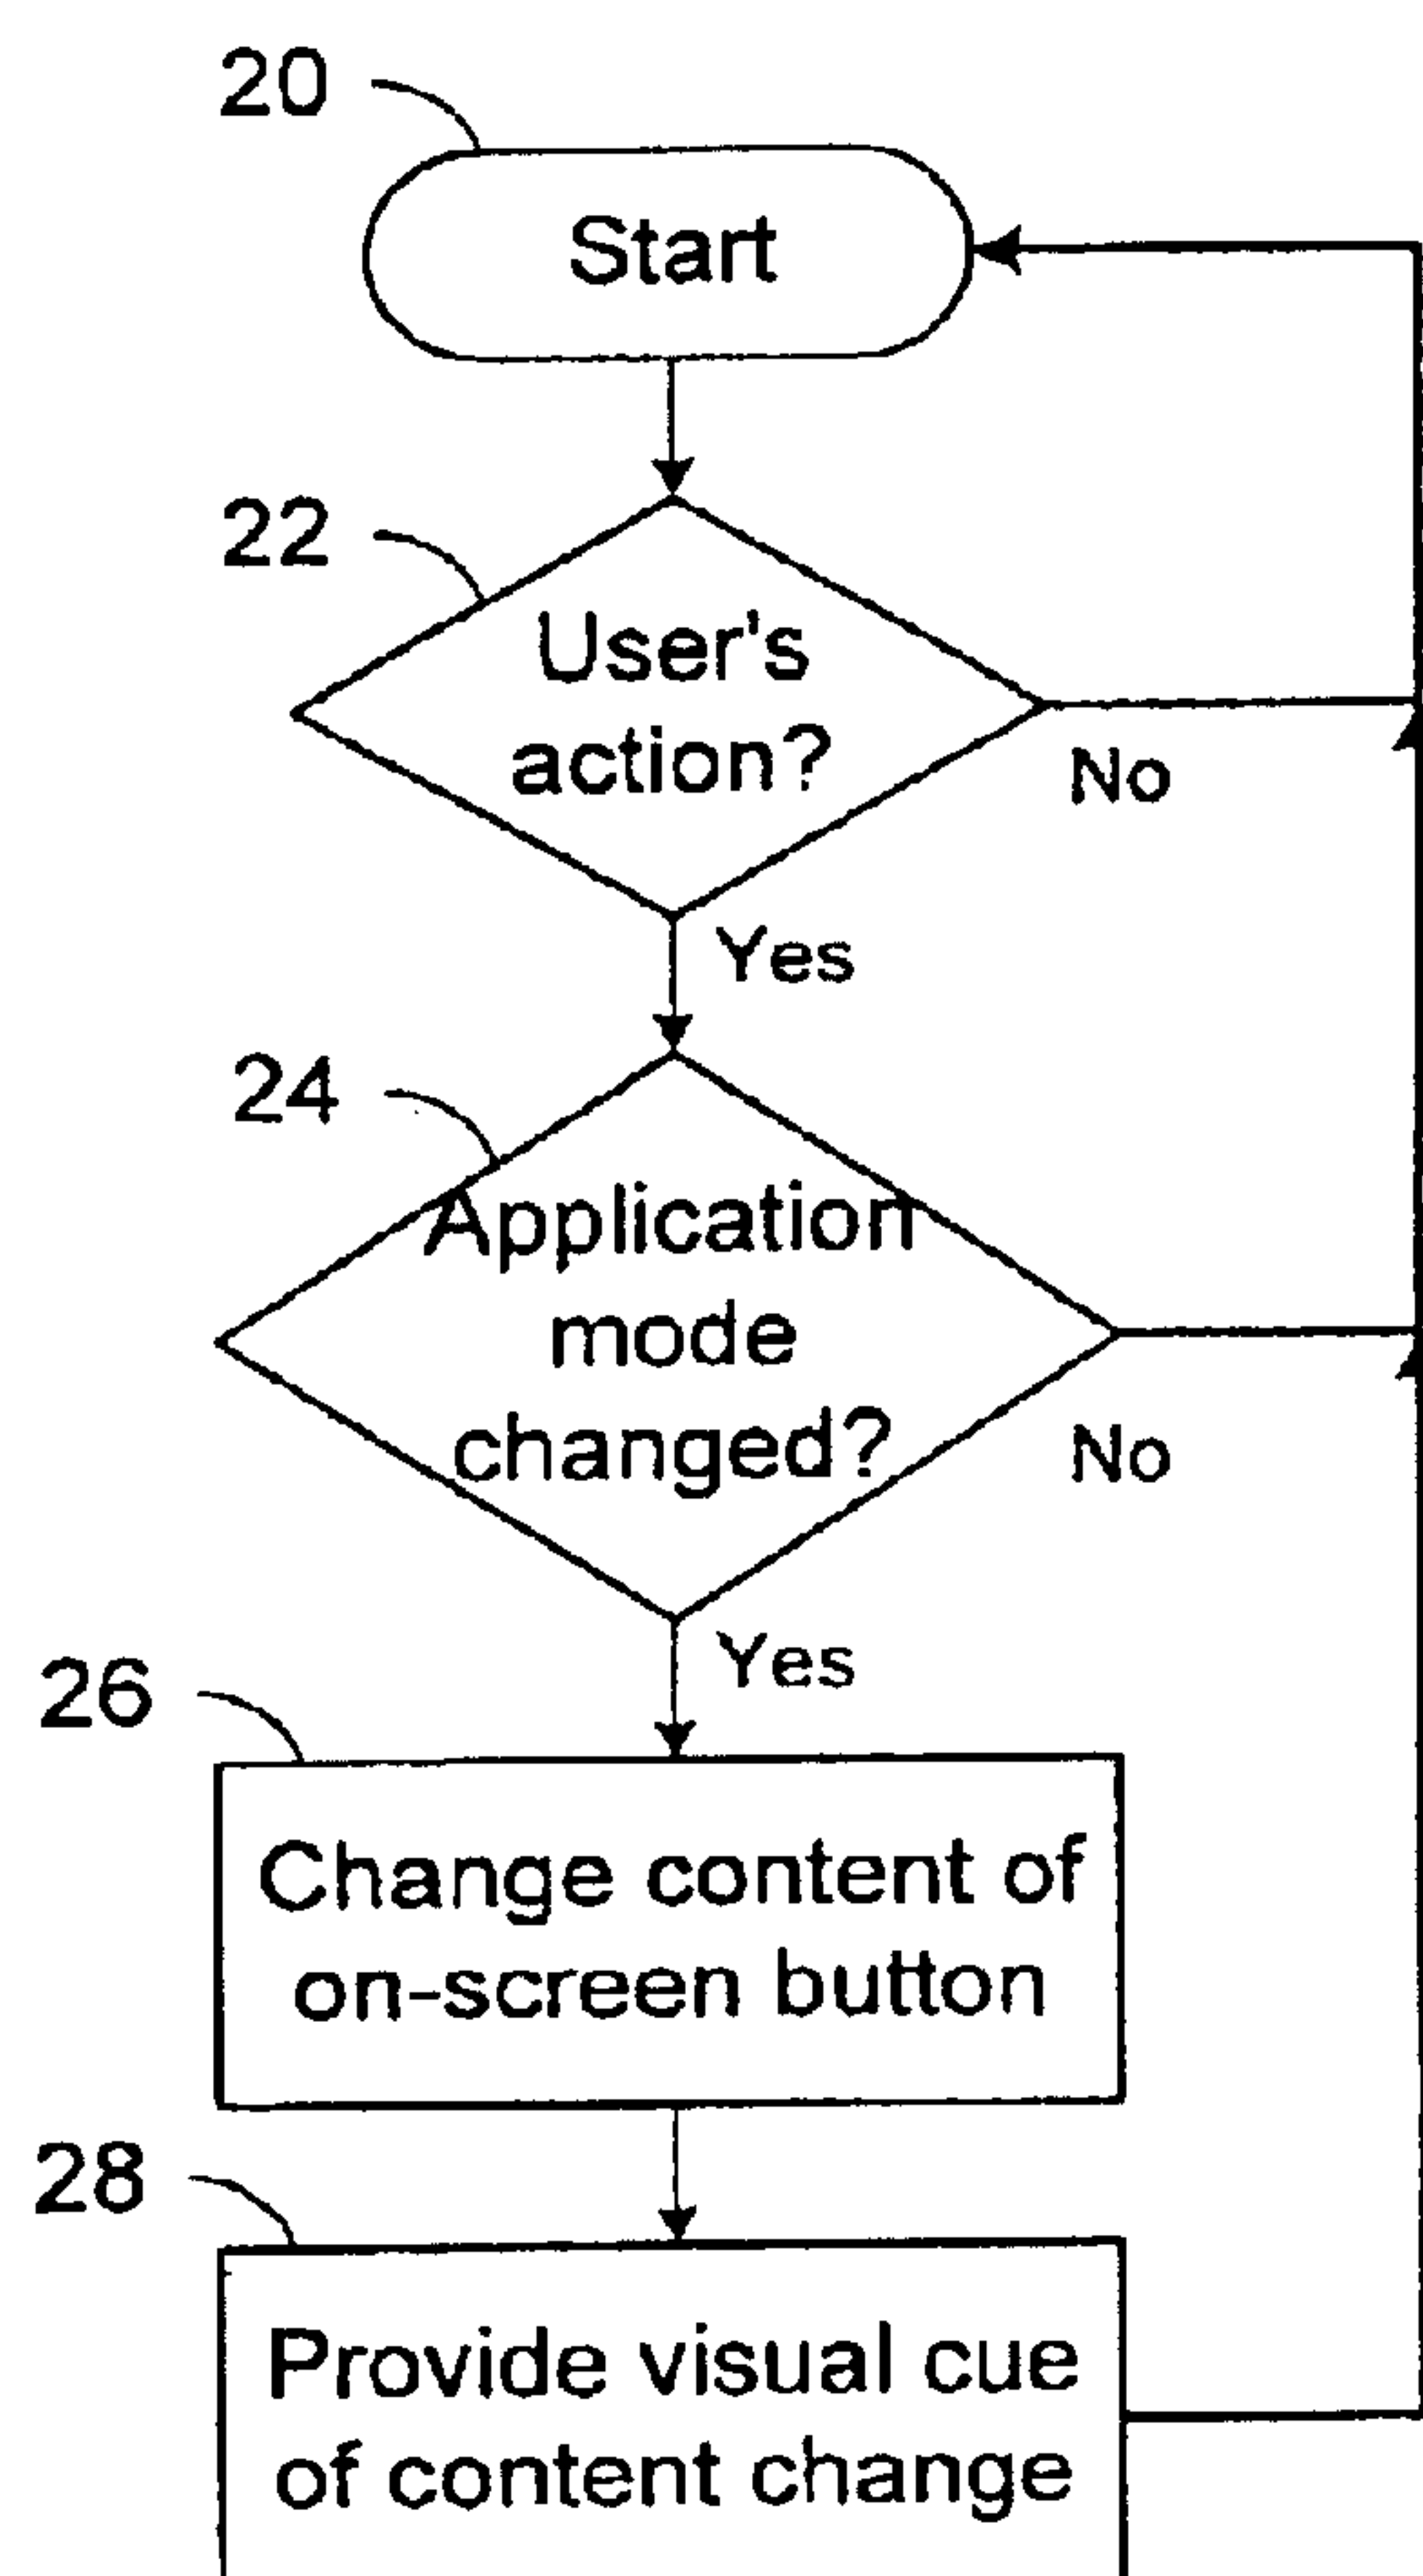 20
Start
22
User's
action?
No
Yes
24
Application
mode
changed?
No
Yes
26
Change content of
on-screen button
28
Provide visual cue
of content change